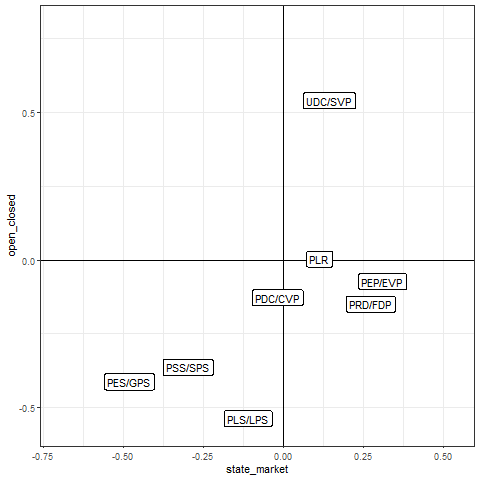 UDC/SVP
0.5
PLR
0.0
PEP/EVP
PDC/CVP
PRD/FDP
PSS/SPS
PES/GPS
-0.5
PLS/LPS
-0.75
-0.50
-0.25
0.00
0.25
0.50
state_market
open_closed